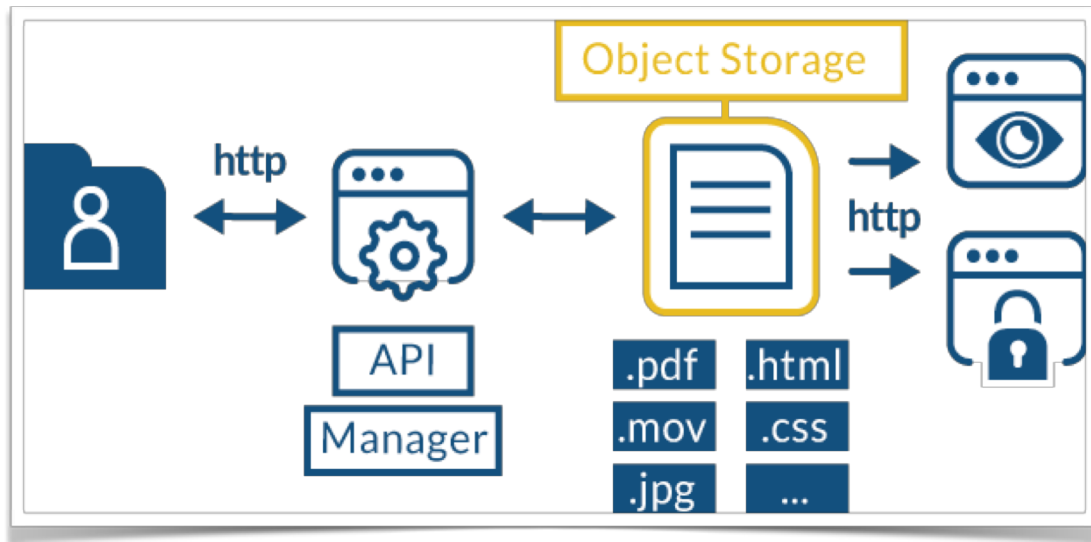 Object Storage
http
http
API
Manager
.pdf
.html
.mov
.css
.jpg
...